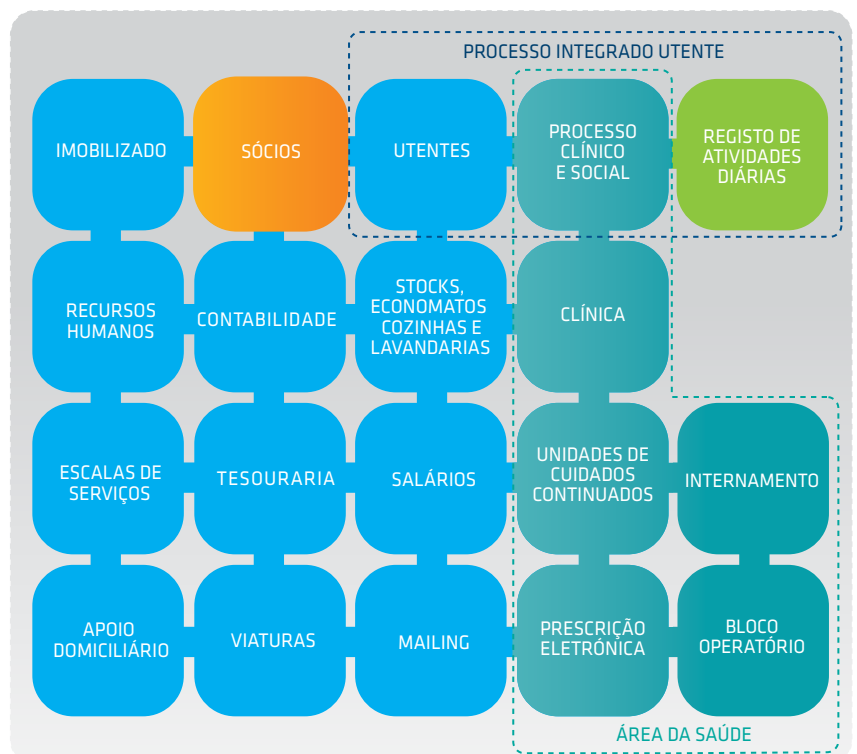 PROCESSO INTEGRADO UTENTE
IMOBILIZADO
SÓCIOS
UTENTES
PROCESSO
CLÍNICO
E SOCIAL
REGISTO DE
ATIVIDADES
DIÁRIAS
RECURSOS
HUMANOS
CONTABILIDADE
STOCKS,
ECONOMATOS
COZINHAS E
LAVANDARIAS
CLÍNICA
ESCALAS DE
SERVIÇOS
TESOURARIA
SALÁRIOS
UNIDADES DE
CUIDADOS
CONTINUADOS
INTERNAMENTO
APOIO
DOMICILIÁRIO
VIATURAS
MAILING
PRESCRIÇÃO
ELETRÓNICA
BLOCO
OPERATÓRIO
ÁREA DA SAÚDE